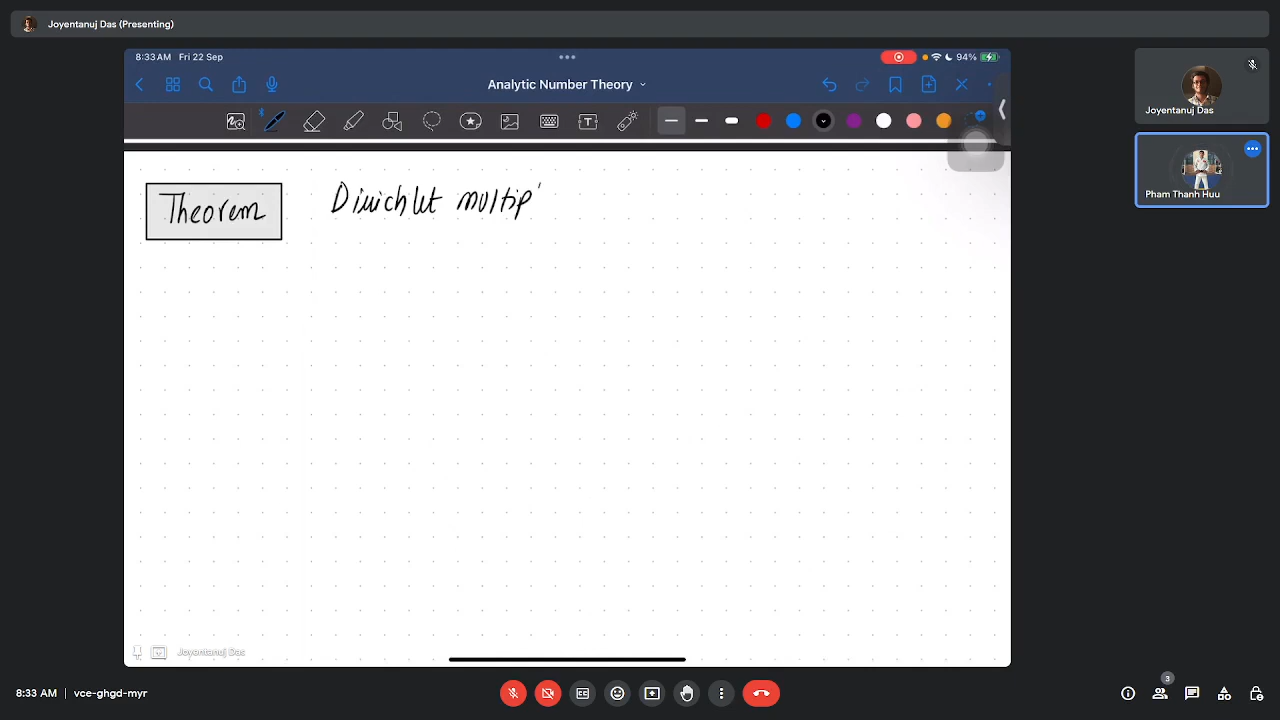 Joyentanuj Das (Presenting)
8:33 AM Fri 22 Sep
94%
Analytic Number Theory
Joyentanuj Das
Pham Thanh Huu
Theorem
Dirichlet multip
Joyentanuj Das
8:33 AM | vce-ghgd-myr
3